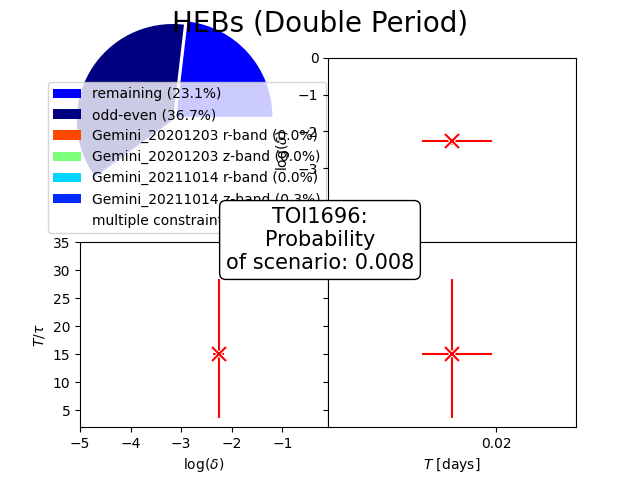 HEBs (Double Period)
remaining (23.1%)
odd-even (36.7%)
Gemini_20201203 r-band (0.0%)
Gemini_20201203 z-band (0.0%)
Gemini_20211014 r-band (0.0%)
Gemini_20211014 z-band (0.3%)
multiple constraint
log(δ)
0
−1
−2
−3
TOI1696:
Probability
of scenario: 0.008
35
30
25
20
15
10
5
T/τ
−5 −4 −3 −2 −1
log(δ)
0.02
T [days]